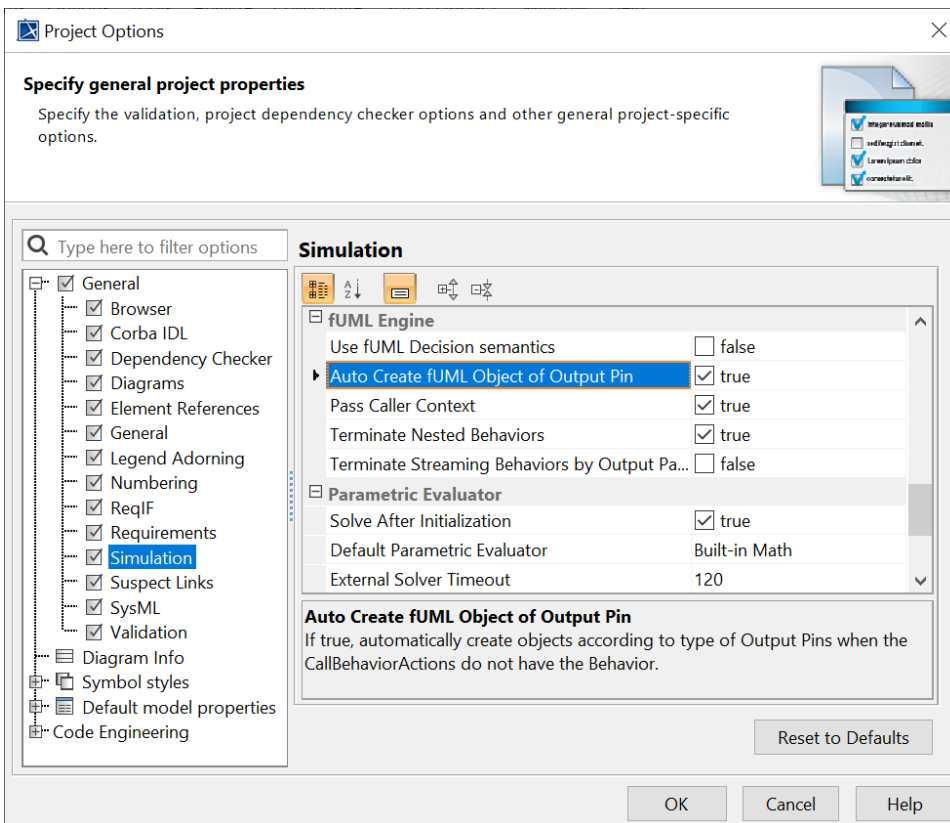 Project Options
Specify general project properties
Specify the validation, project dependency checker options and other general project-specific
options.
Type here to filter options
General
Browser
Corba IDL
Dependency Checker
Diagrams
Element References
General
Legend Adorning
Numbering
ReqIF
Requirements
Simulation
Suspect Links
SysML
Validation
Diagram Info
Symbol styles
Default model properties
Code Engineering
Simulation
fUML Engine
Use fUML Decision semantics false
Auto Create fUML Object of Output Pin true
Pass Caller Context true
Terminate Nested Behaviors true
Terminate Streaming Behaviors by Output Pa... false
Parametric Evaluator
Solve After Initialization true
Default Parametric Evaluator Built-in Math
External Solver Timeout 120
Auto Create fUML Object of Output Pin
If true, automatically create objects according to type of Output Pins when the
CallBehaviorActions do not have the Behavior.
Reset to Defaults
OK Cancel Help